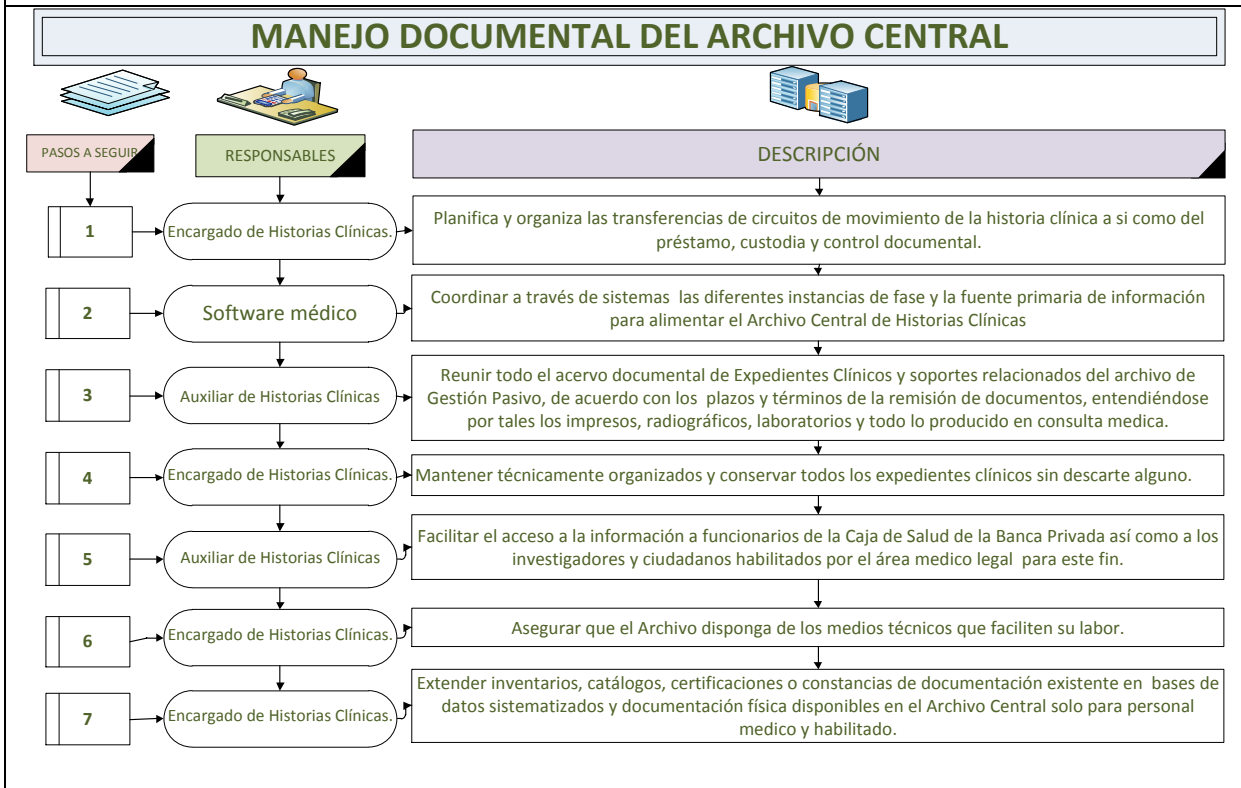 MANEJO DOCUMENTAL DEL ARCHIVO CENTRAL
PASOS A SEGUIR
RESPONSABLES
DESCRIPCIÓN
1
Encargado de Historias Clínicas.
Planifica y organiza las transferencias de circuitos de movimiento de la historia clínica a si como del
préstamo, custodia y control documental.
2
Software médico
Coordinar a través de sistemas las diferentes instancias de fase y la fuente primaria de información
para alimentar el Archivo Central de Historias Clínicas
3
Auxiliar de Historias Clínicas
Reunir todo el acervo documental de Expedientes Clínicos y soportes relacionados del archivo de
Gestión Pasivo, de acuerdo con los plazos y términos de la remisión de documentos, entendiéndose
por tales los impresos, radiográficos, laboratorios y todo lo producido en consulta medica.
4
Encargado de Historias Clínicas.
Mantener técnicamente organizados y conservar todos los expedientes clínicos sin descarte alguno.
5
Auxiliar de Historias Clínicas
Facilitar el acceso a la información a funcionarios de la Caja de Salud de la Banca Privada así como a los
investigadores y ciudadanos habilitados por el área medico legal para este fin.
6
Encargado de Historias Clínicas.
Asegurar que el Archivo disponga de los medios técnicos que faciliten su labor.
7
Encargado de Historias Clínicas.
Extender inventarios, catálogos, certificaciones o constancias de documentación existente en bases de
datos sistematizados y documentación física disponibles en el Archivo Central solo para personal
medico y habilitado.